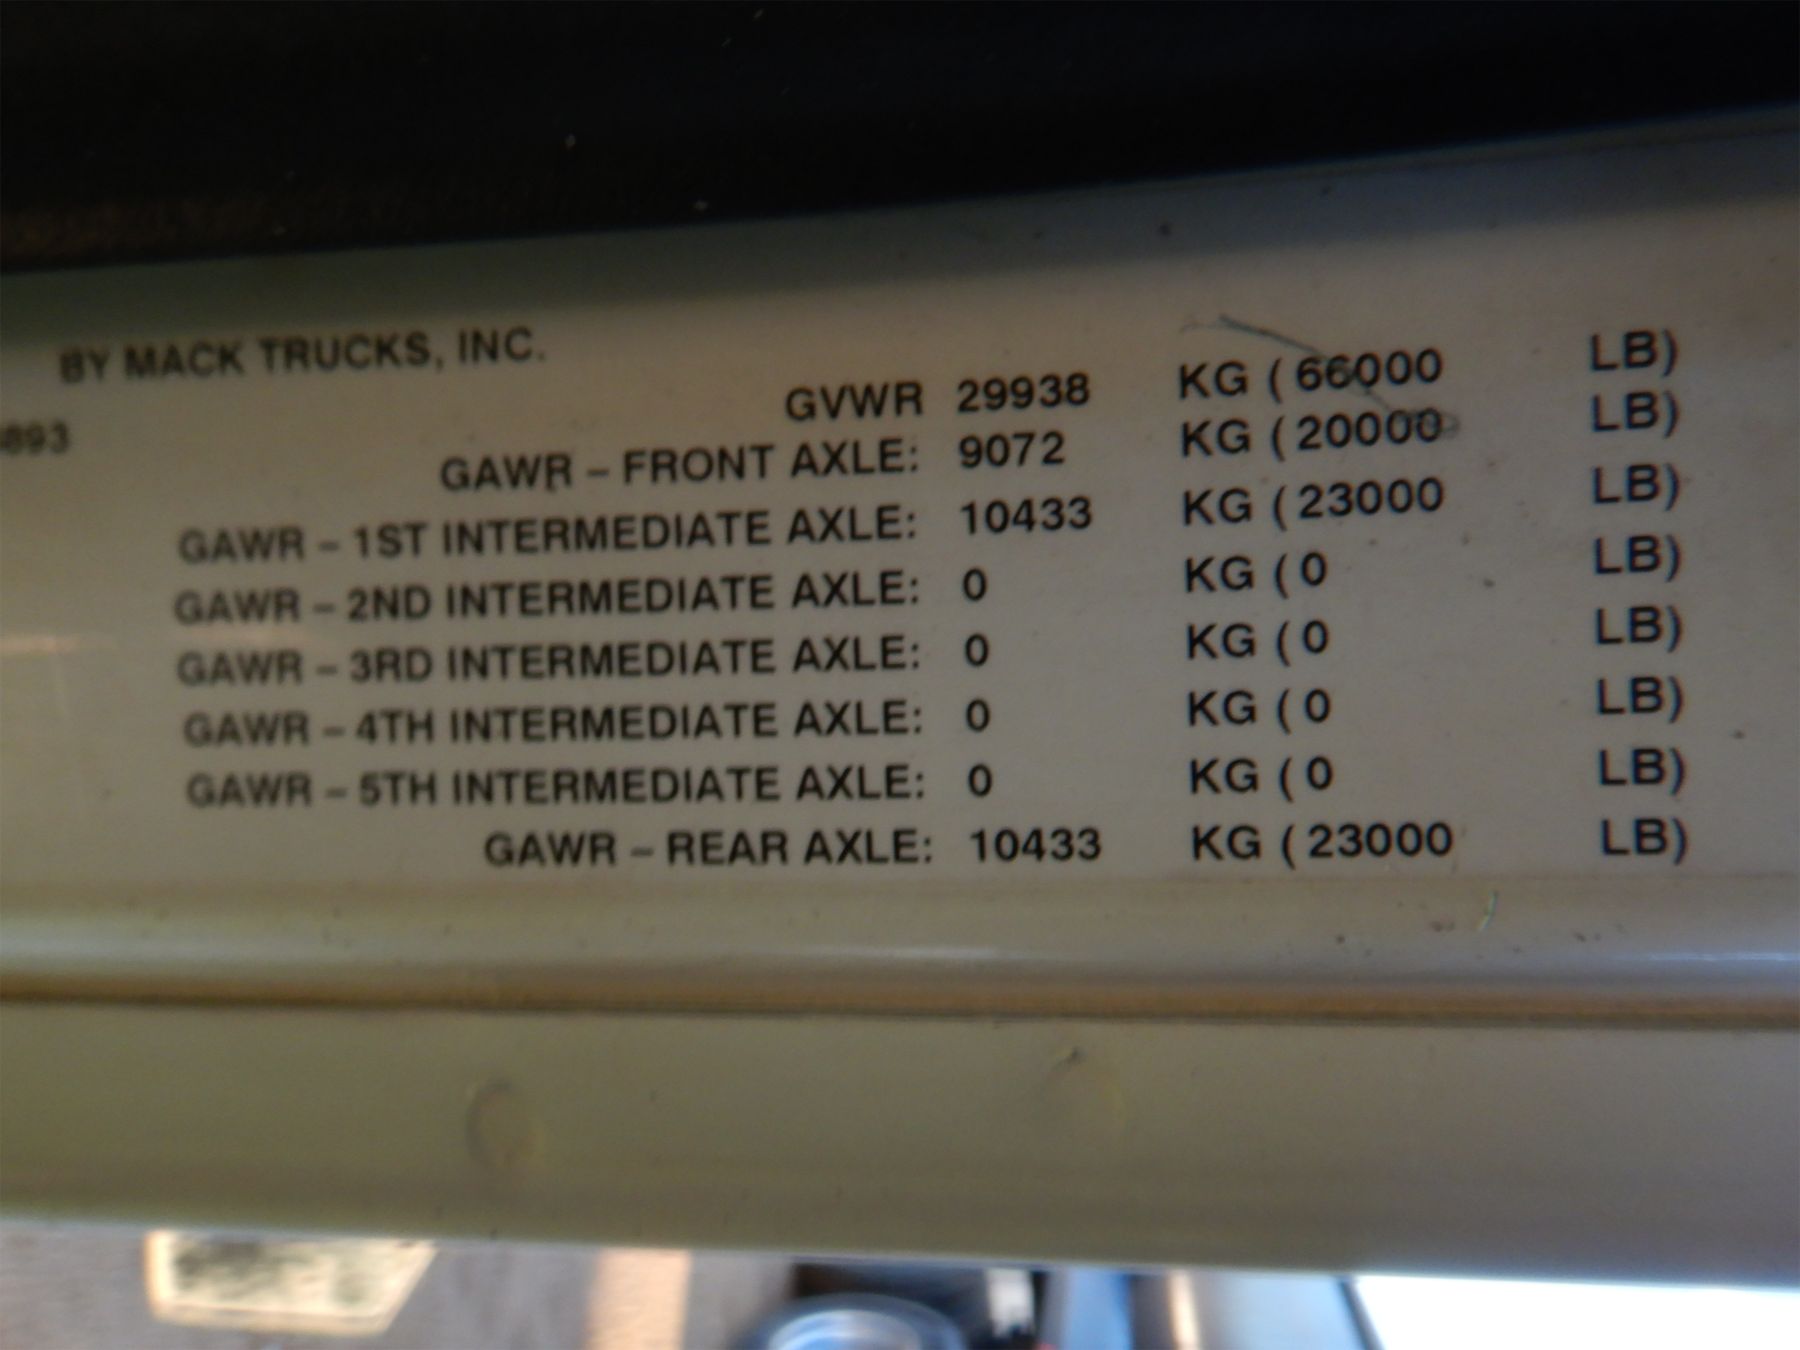 BY MACK TRUCKS, INC.
GVWR 29938 KG (66000 LB)
893
GAWR – FRONT AXLE: 9072 KG (20000 LB)
GAWR – 1ST INTERMEDIATE AXLE: 10433 KG (23000 LB)
GAWR – 2ND INTERMEDIATE AXLE: 0 KG (0 LB)
GAWR – 3RD INTERMEDIATE AXLE: 0 KG (0 LB)
GAWR – 4TH INTERMEDIATE AXLE: 0 KG (0 LB)
GAWR – 5TH INTERMEDIATE AXLE: 0 KG (0 LB)
GAWR – REAR AXLE: 10433 KG (23000 LB)